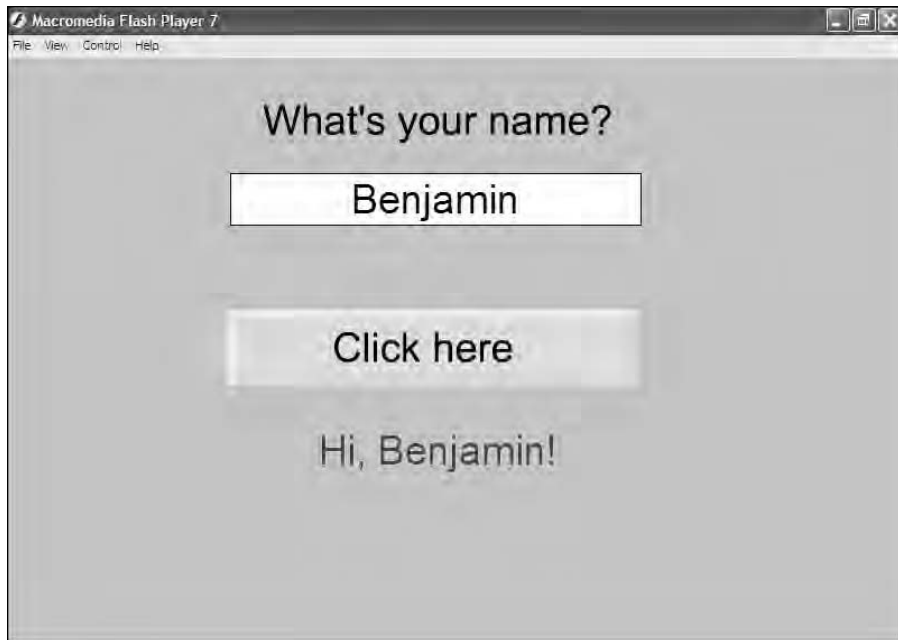 Macromedia Flash Player 7
File View Control Help
What's your name?
Benjamin
Click here
Hi, Benjamin!